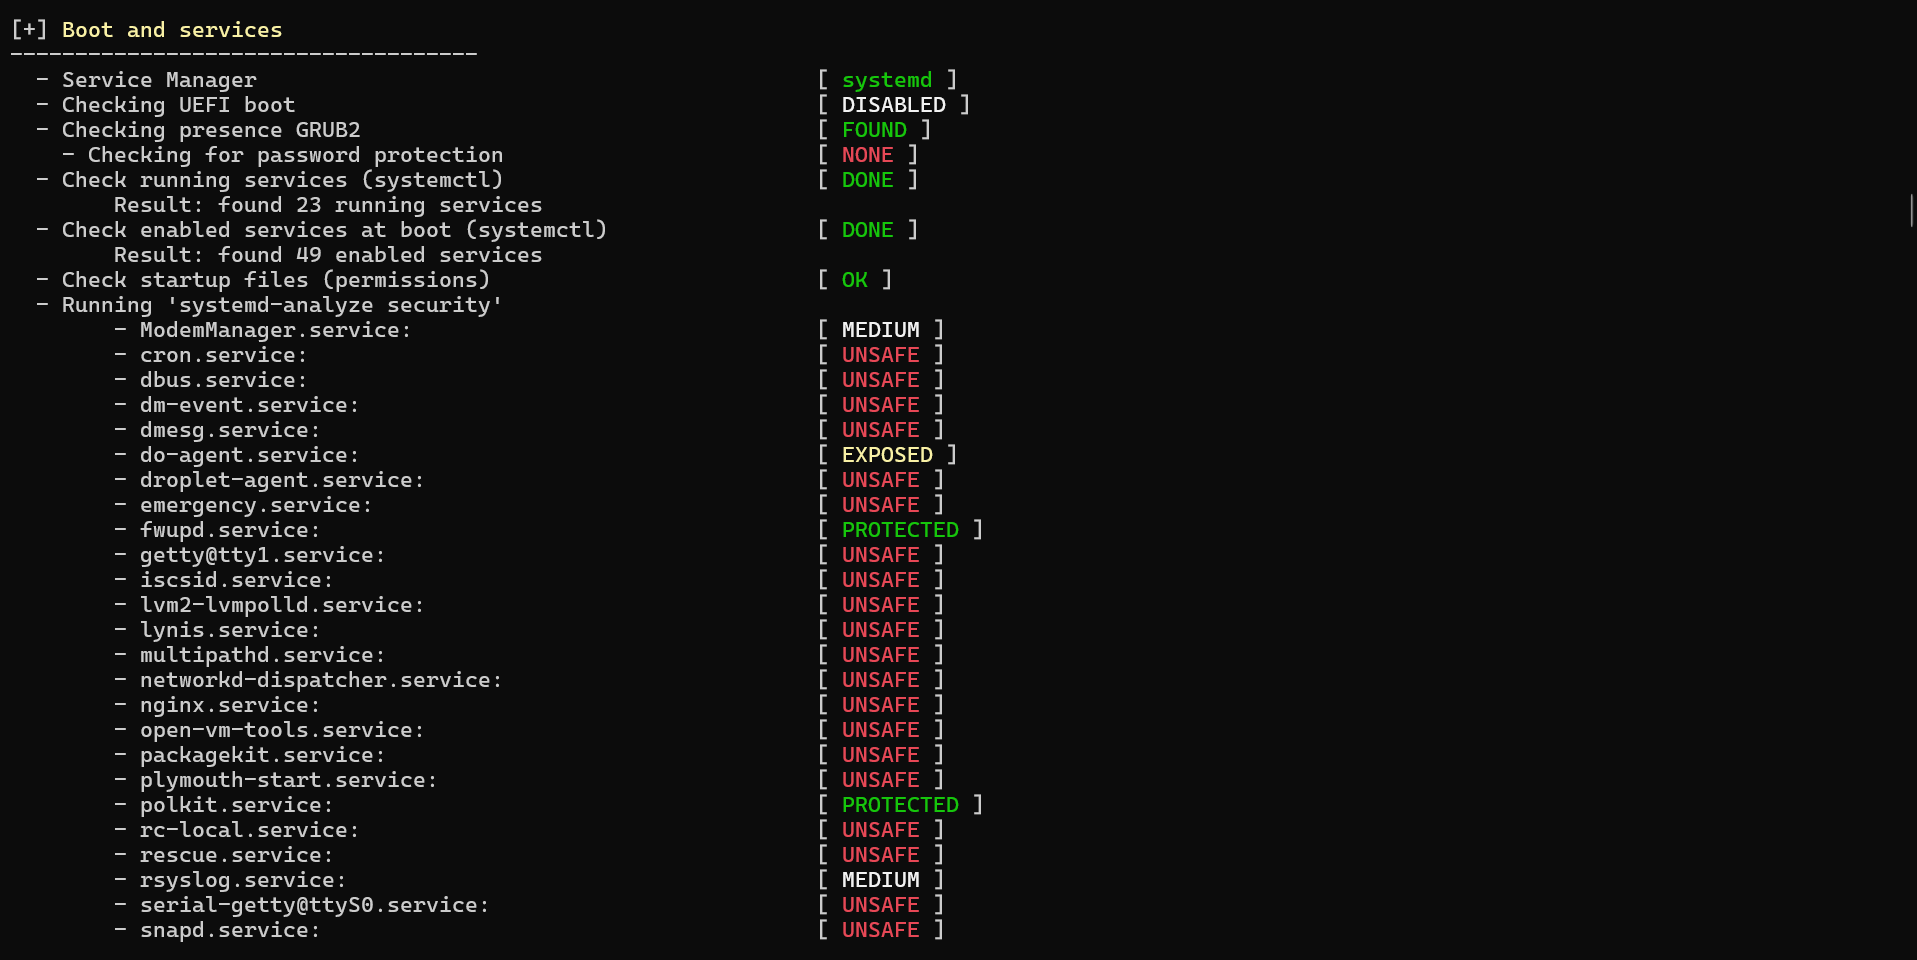 [+] Boot and services
------------------------------------
  - Service Manager                                           [ systemd ]
  - Checking UEFI boot                                        [ DISABLED ]
  - Checking presence GRUB2                                   [ FOUND ]
    - Checking for password protection                        [ NONE ]
  - Check running services (systemctl)                        [ DONE ]
        Result: found 23 running services
  - Check enabled services at boot (systemctl)                [ DONE ]
        Result: found 49 enabled services
  - Check startup files (permissions)                         [ OK ]
  - Running 'systemd-analyze security'
        - ModemManager.service:                               [ MEDIUM ]
        - cron.service:                                       [ UNSAFE ]
        - dbus.service:                                       [ UNSAFE ]
        - dm-event.service:                                   [ UNSAFE ]
        - dmesg.service:                                      [ UNSAFE ]
        - do-agent.service:                                   [ EXPOSED ]
        - droplet-agent.service:                              [ UNSAFE ]
        - emergency.service:                                  [ UNSAFE ]
        - fwupd.service:                                      [ PROTECTED ]
        - getty@tty1.service:                                 [ UNSAFE ]
        - iscsid.service:                                     [ UNSAFE ]
        - lvm2-lvmpolld.service:                              [ UNSAFE ]
        - lynis.service:                                      [ UNSAFE ]
        - multipathd.service:                                 [ UNSAFE ]
        - networkd-dispatcher.service:                        [ UNSAFE ]
        - nginx.service:                                      [ UNSAFE ]
        - open-vm-tools.service:                              [ UNSAFE ]
        - packagekit.service:                                 [ UNSAFE ]
        - plymouth-start.service:                             [ UNSAFE ]
        - polkit.service:                                     [ PROTECTED ]
        - rc-local.service:                                   [ UNSAFE ]
        - rescue.service:                                     [ UNSAFE ]
        - rsyslog.service:                                    [ MEDIUM ]
        - serial-getty@ttyS0.service:                         [ UNSAFE ]
        - snapd.service:                                      [ UNSAFE ]